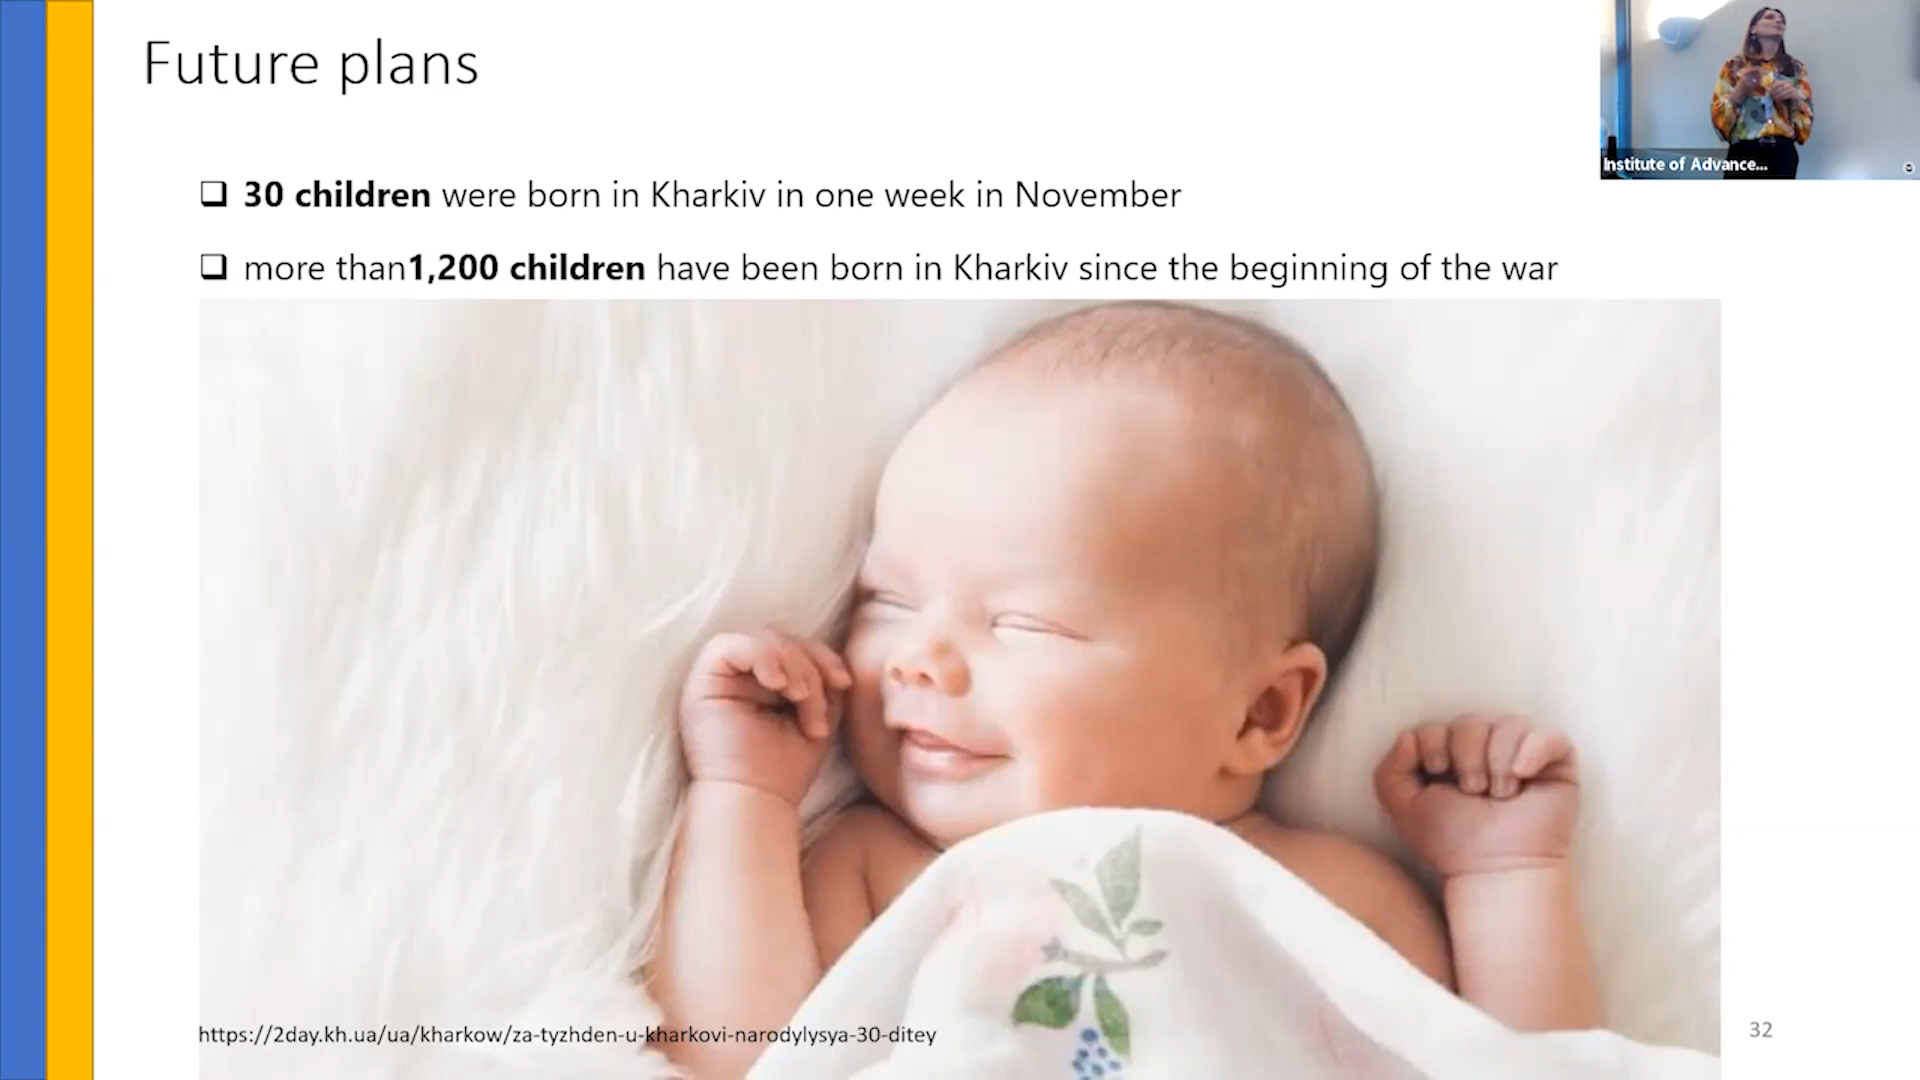 Future plans
Institute of Advance...
❑ 30 children were born in Kharkiv in one week in November
❑ more than1,200 children have been born in Kharkiv since the beginning of the war
https://2day.kh.ua/ua/kharkow/za-tyzhden-u-kharkovi-narodylysya-30-ditey
32